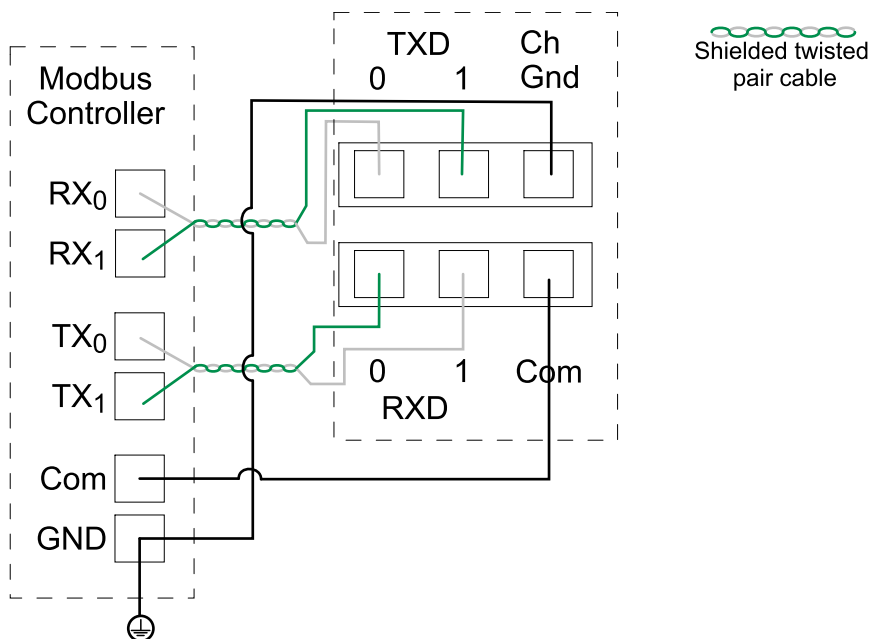 Modbus
Controller
RX0
RX1
TX0
TX1
Com
GND
TXD
0 1
Ch
Gnd
0 1 Com
RXD
Shielded twisted
pair cable